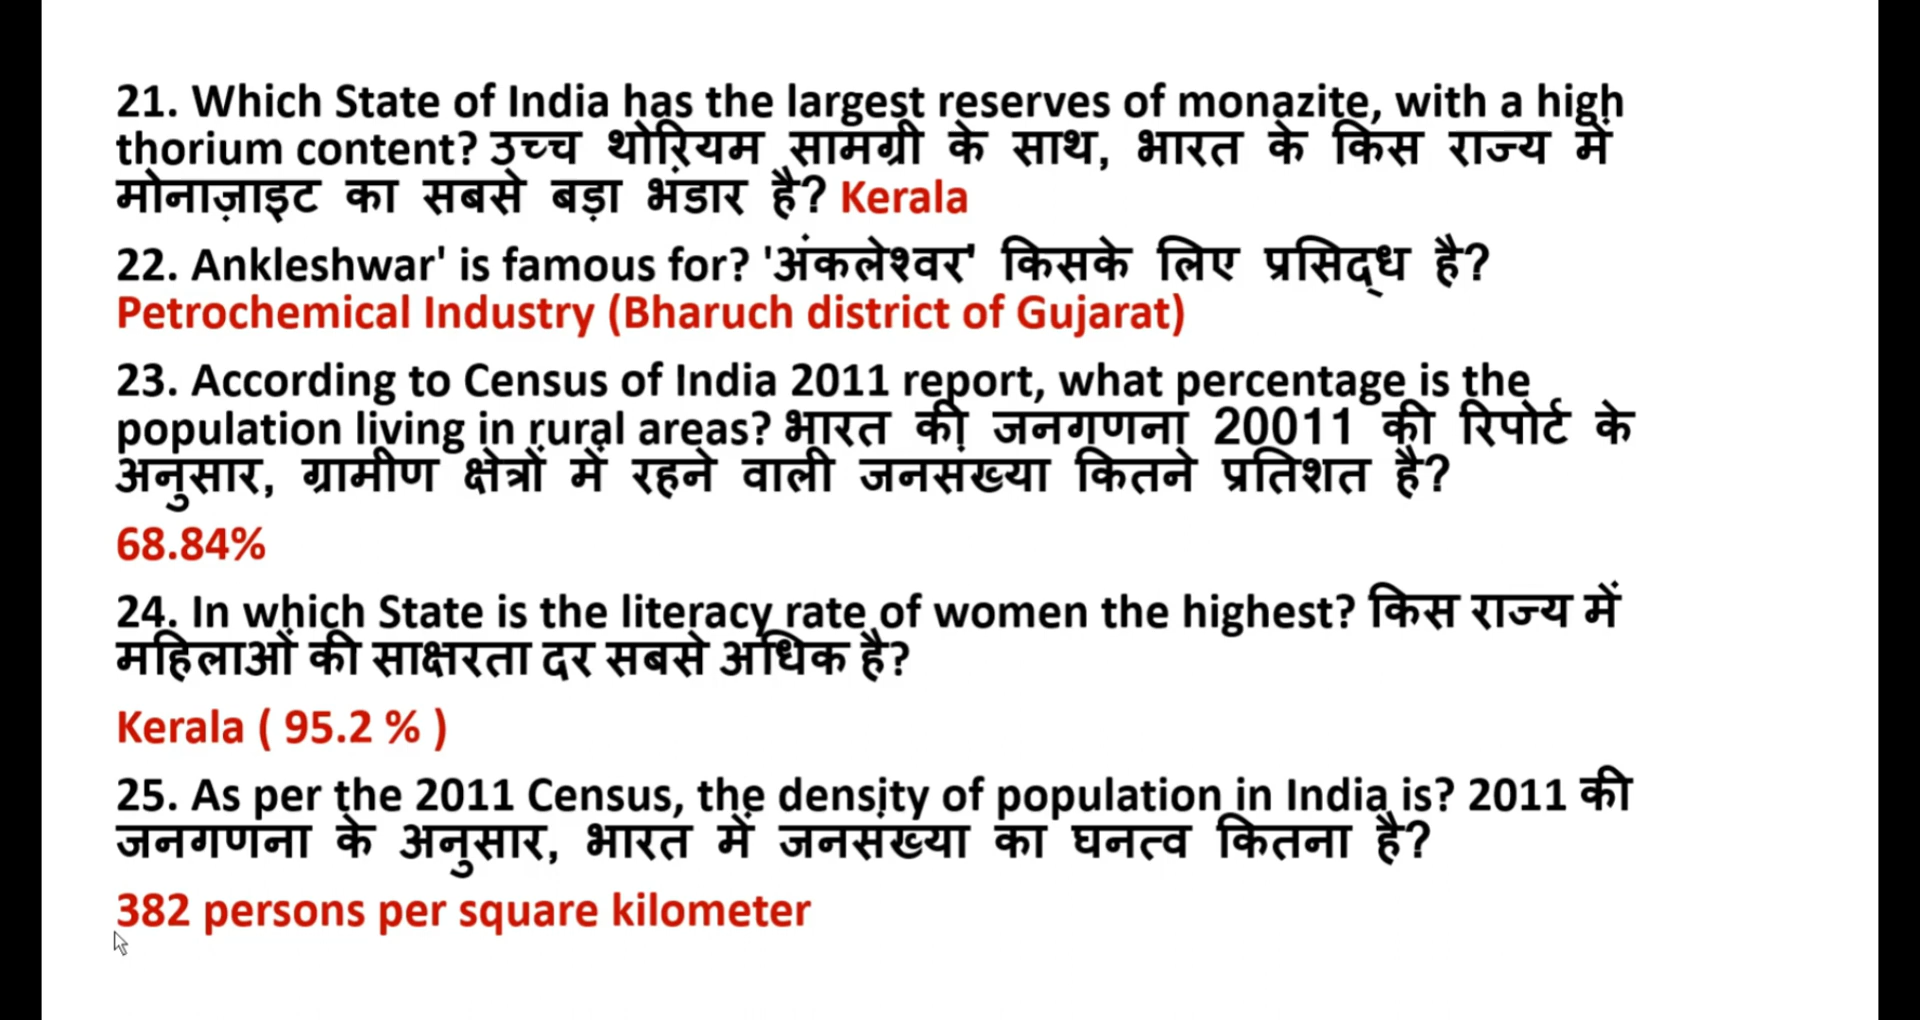 21. Which State of India has the largest reserves of monazite, with a high
thorium content? उच्च थोरियम सामग्री के साथ, भारत के किस राज्य में
मोनाज़ाइट का सबसे बड़ा भंडार है? Kerala
22. Ankleshwar' is famous for? 'अंकलेश्वर' किसके लिए प्रसिद्ध है?
Petrochemical Industry (Bharuch district of Gujarat)
23. According to Census of India 2011 report, what percentage is the
population living in rural areas? भारत की जनगणना 20011 की रिपोर्ट के
अनुसार, ग्रामीण क्षेत्रों में रहने वाली जनसंख्या कितने प्रतिशत है?
68.84%
24. In which State is the literacy rate of women the highest? किस राज्य में
महिलाओं की साक्षरता दर सबसे अधिक है?
Kerala ( 95.2 % )
25. As per the 2011 Census, the density of population in India is? 2011 की
जनगणना के अनुसार, भारत में जनसंख्या का घनत्व कितना है?
382 persons per square kilometer